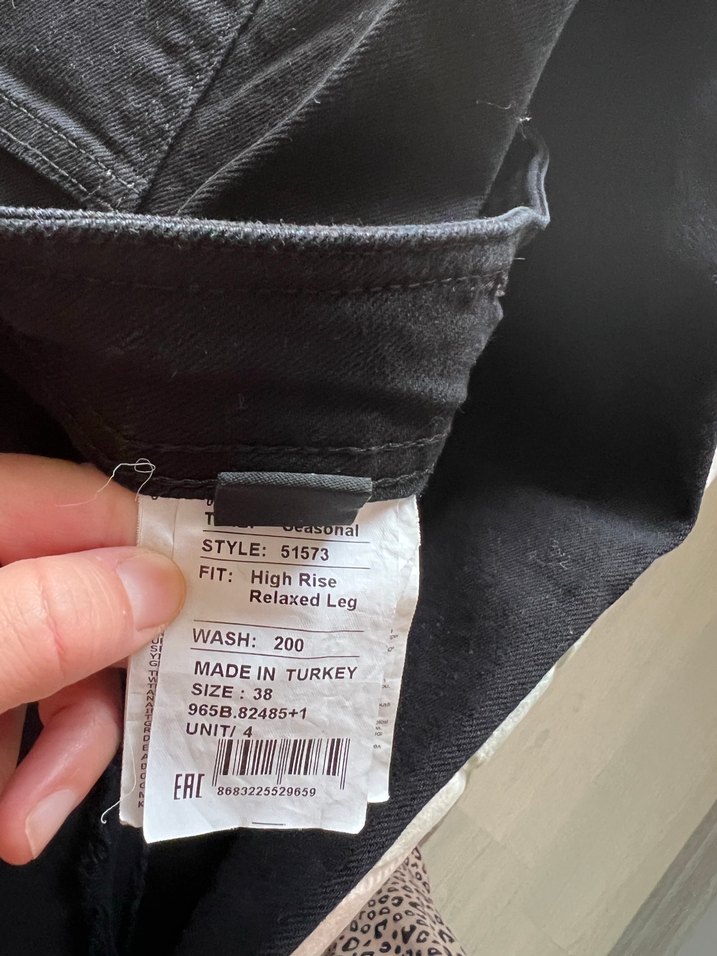 Seasonal
STYLE: 51573
FIT: High Rise
Relaxed Leg
WASH: 200
MADE IN TURKEY
SIZE : 38
965B.82485+1
UNIT/ 4
EAC
8683225529659